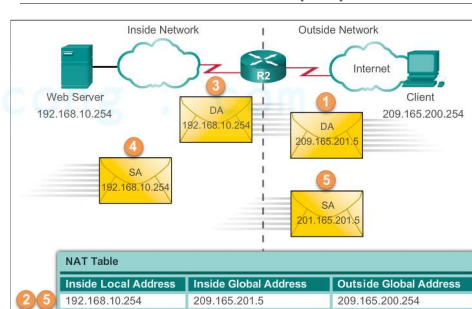 Inside Network
Outside Network
R2
Internet
Web Server
192.168.10.254
Client
209.165.200.254
3
DA
192.168.10.254
1
DA
209.165.201.5
4
SA
192.168.10.254
5
SA
201.165.201.5
NAT Table
Inside Local Address Inside Global Address Outside Global Address
2 5 192.168.10.254 209.165.201.5 209.165.200.254